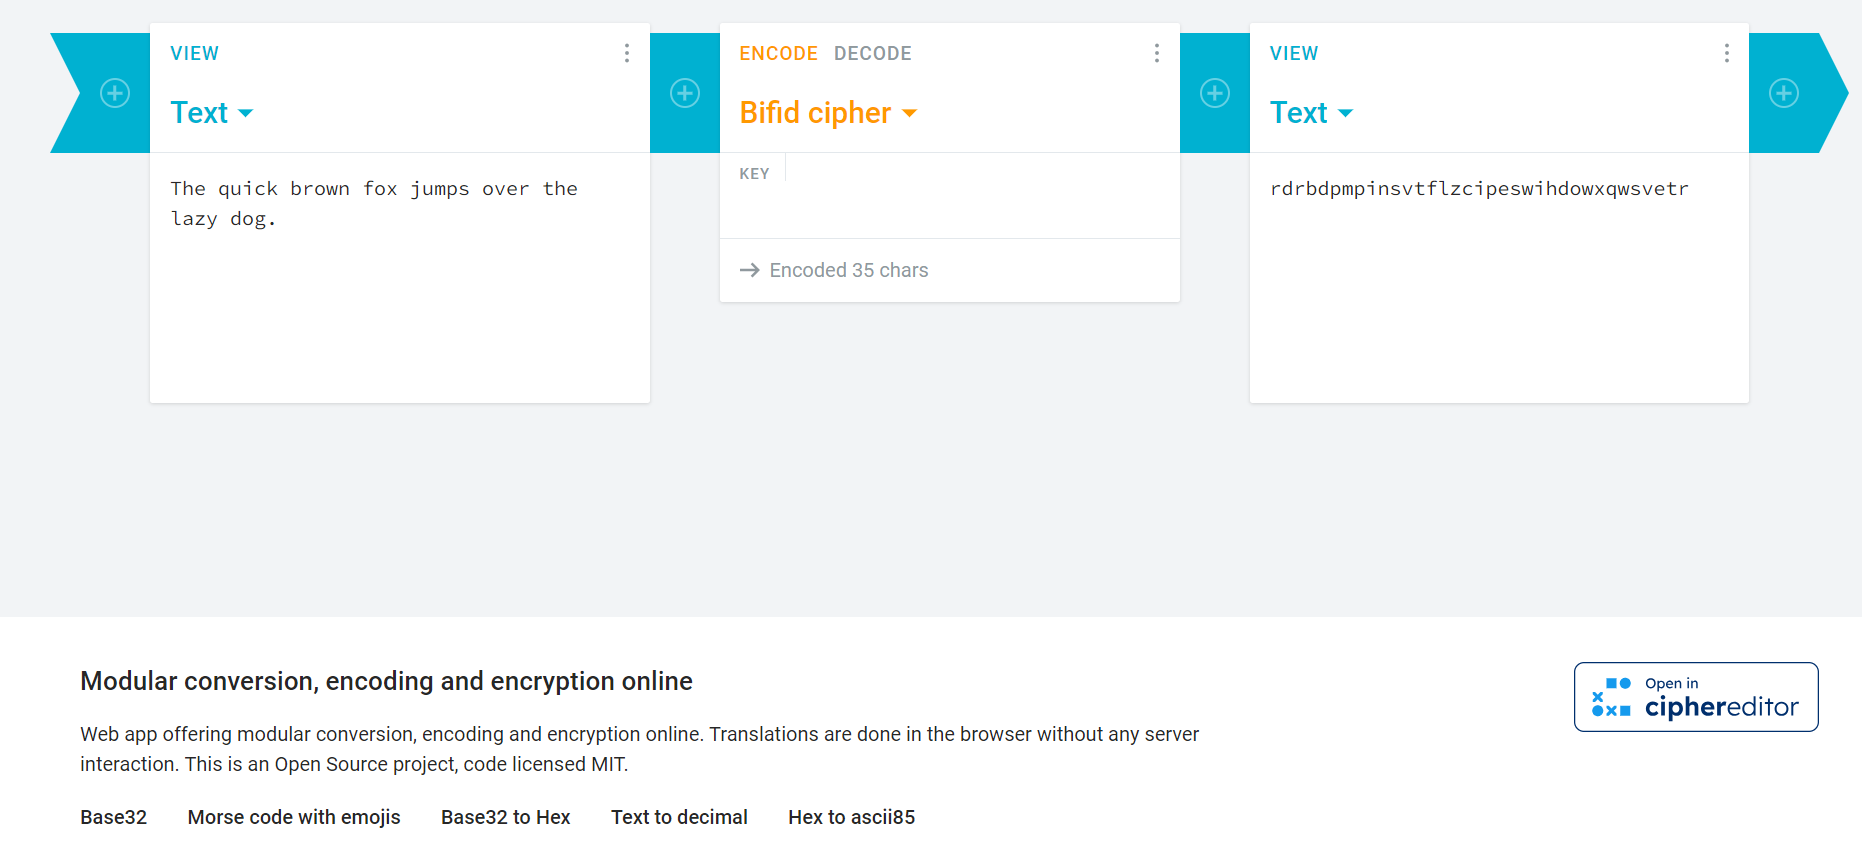 VIEW
Text
The quick brown fox jumps over the
lazy dog.
ENCODE DECODE
Bifid cipher
KEY
→ Encoded 35 chars
VIEW
Text
rdrbdpmpinsvtflzcipeswihdowxqwsvetr
Modular conversion, encoding and encryption online
Web app offering modular conversion, encoding and encryption online. Translations are done in the browser without any server
interaction. This is an Open Source project, code licensed MIT.
Base32 Morse code with emojis Base32 to Hex Text to decimal Hex to ascii85
Open in
ciphereditor